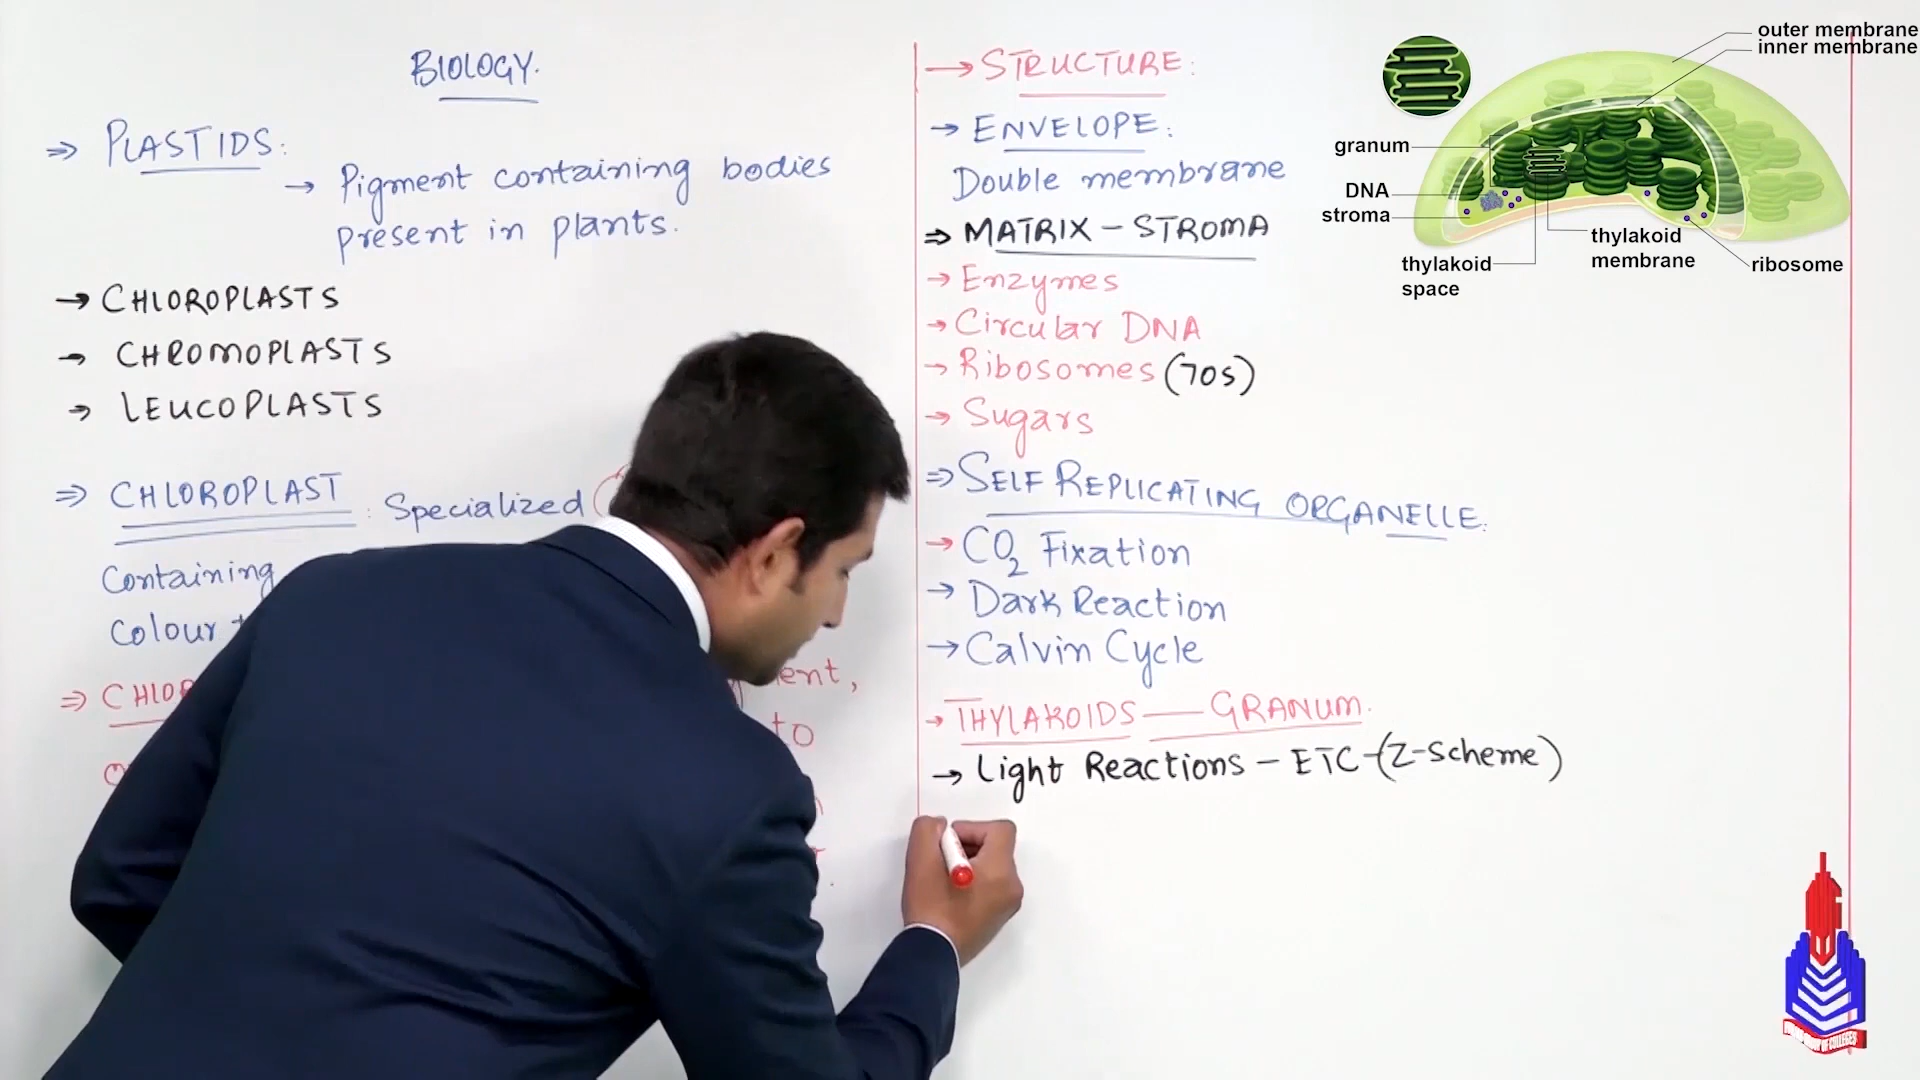 BIOLOGY.
⇒ PLASTIDS:
→ Pigment containing bodies
present in plants.
→ CHLOROPLASTS
→ CHROMOPLASTS
→ LEUCOPLASTS
⇒ CHLOROPLAST : Specialized
Containing
Colour
⇒
to
→ STRUCTURE:
→ ENVELOPE:
Double membrane
⇒ MATRIX - STROMA
→ Enzymes
→ Circular DNA
→ Ribosomes (70s)
→ Sugars
⇒ SELF REPLICATING ORGANELLE:
→ CO2 Fixation
→ Dark Reaction
→ Calvin Cycle
→ THYLAKOIDS — GRANUM.
→ Light Reactions - ETC - (Z-Scheme)
outer membrane
inner membrane
granum
DNA
stroma
thylakoid
space
thylakoid
membrane
ribosome
OF COLLEGES